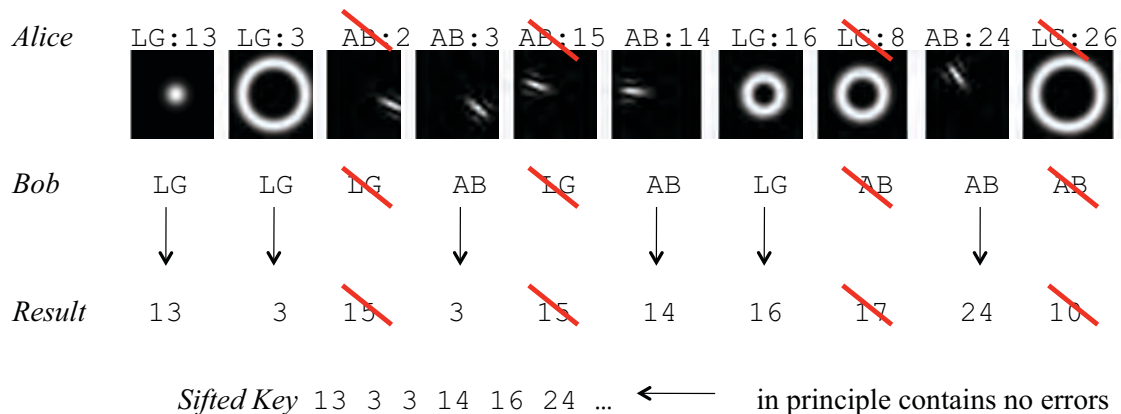 Alice LG:13 LG:3 AB:2 AB:3 AB:15 AB:14 LG:16 LG:8 AB:24 LG:26
Bob LG LG LG AB LG AB LG AB AB AB
Result 13 3 15 3 15 14 16 17 24 10
Sifted Key 13 3 3 14 16 24 … in principle contains no errors